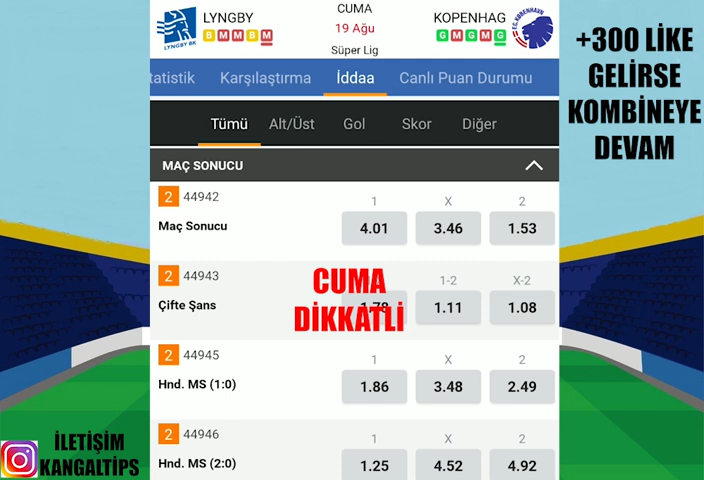 LYNGBY
B M M B M
LYNGBY BK
CUMA
19 Ağu
Süper Lig
KOPENHAG
G M G M G
F.C. KØBENHAVN
+300 LİKE
GELİRSE
KOMBİNEYE
DEVAM
tatistik Karşılaştırma İddaa Canlı Puan Durumu
Tümü Alt/Üst Gol Skor Diğer
MAÇ SONUCU
2 44942
1 X 2
Maç Sonucu 4.01 3.46 1.53
2 44943
1-2 X-2
Çifte Şans 1.78 1.11 1.08
CUMA
DİKKATLİ
2 44945
1 X 2
Hnd. MS (1:0) 1.86 3.48 2.49
2 44946
1 X 2
Hnd. MS (2:0) 1.25 4.52 4.92
İLETİŞİM
KANGALTİPS